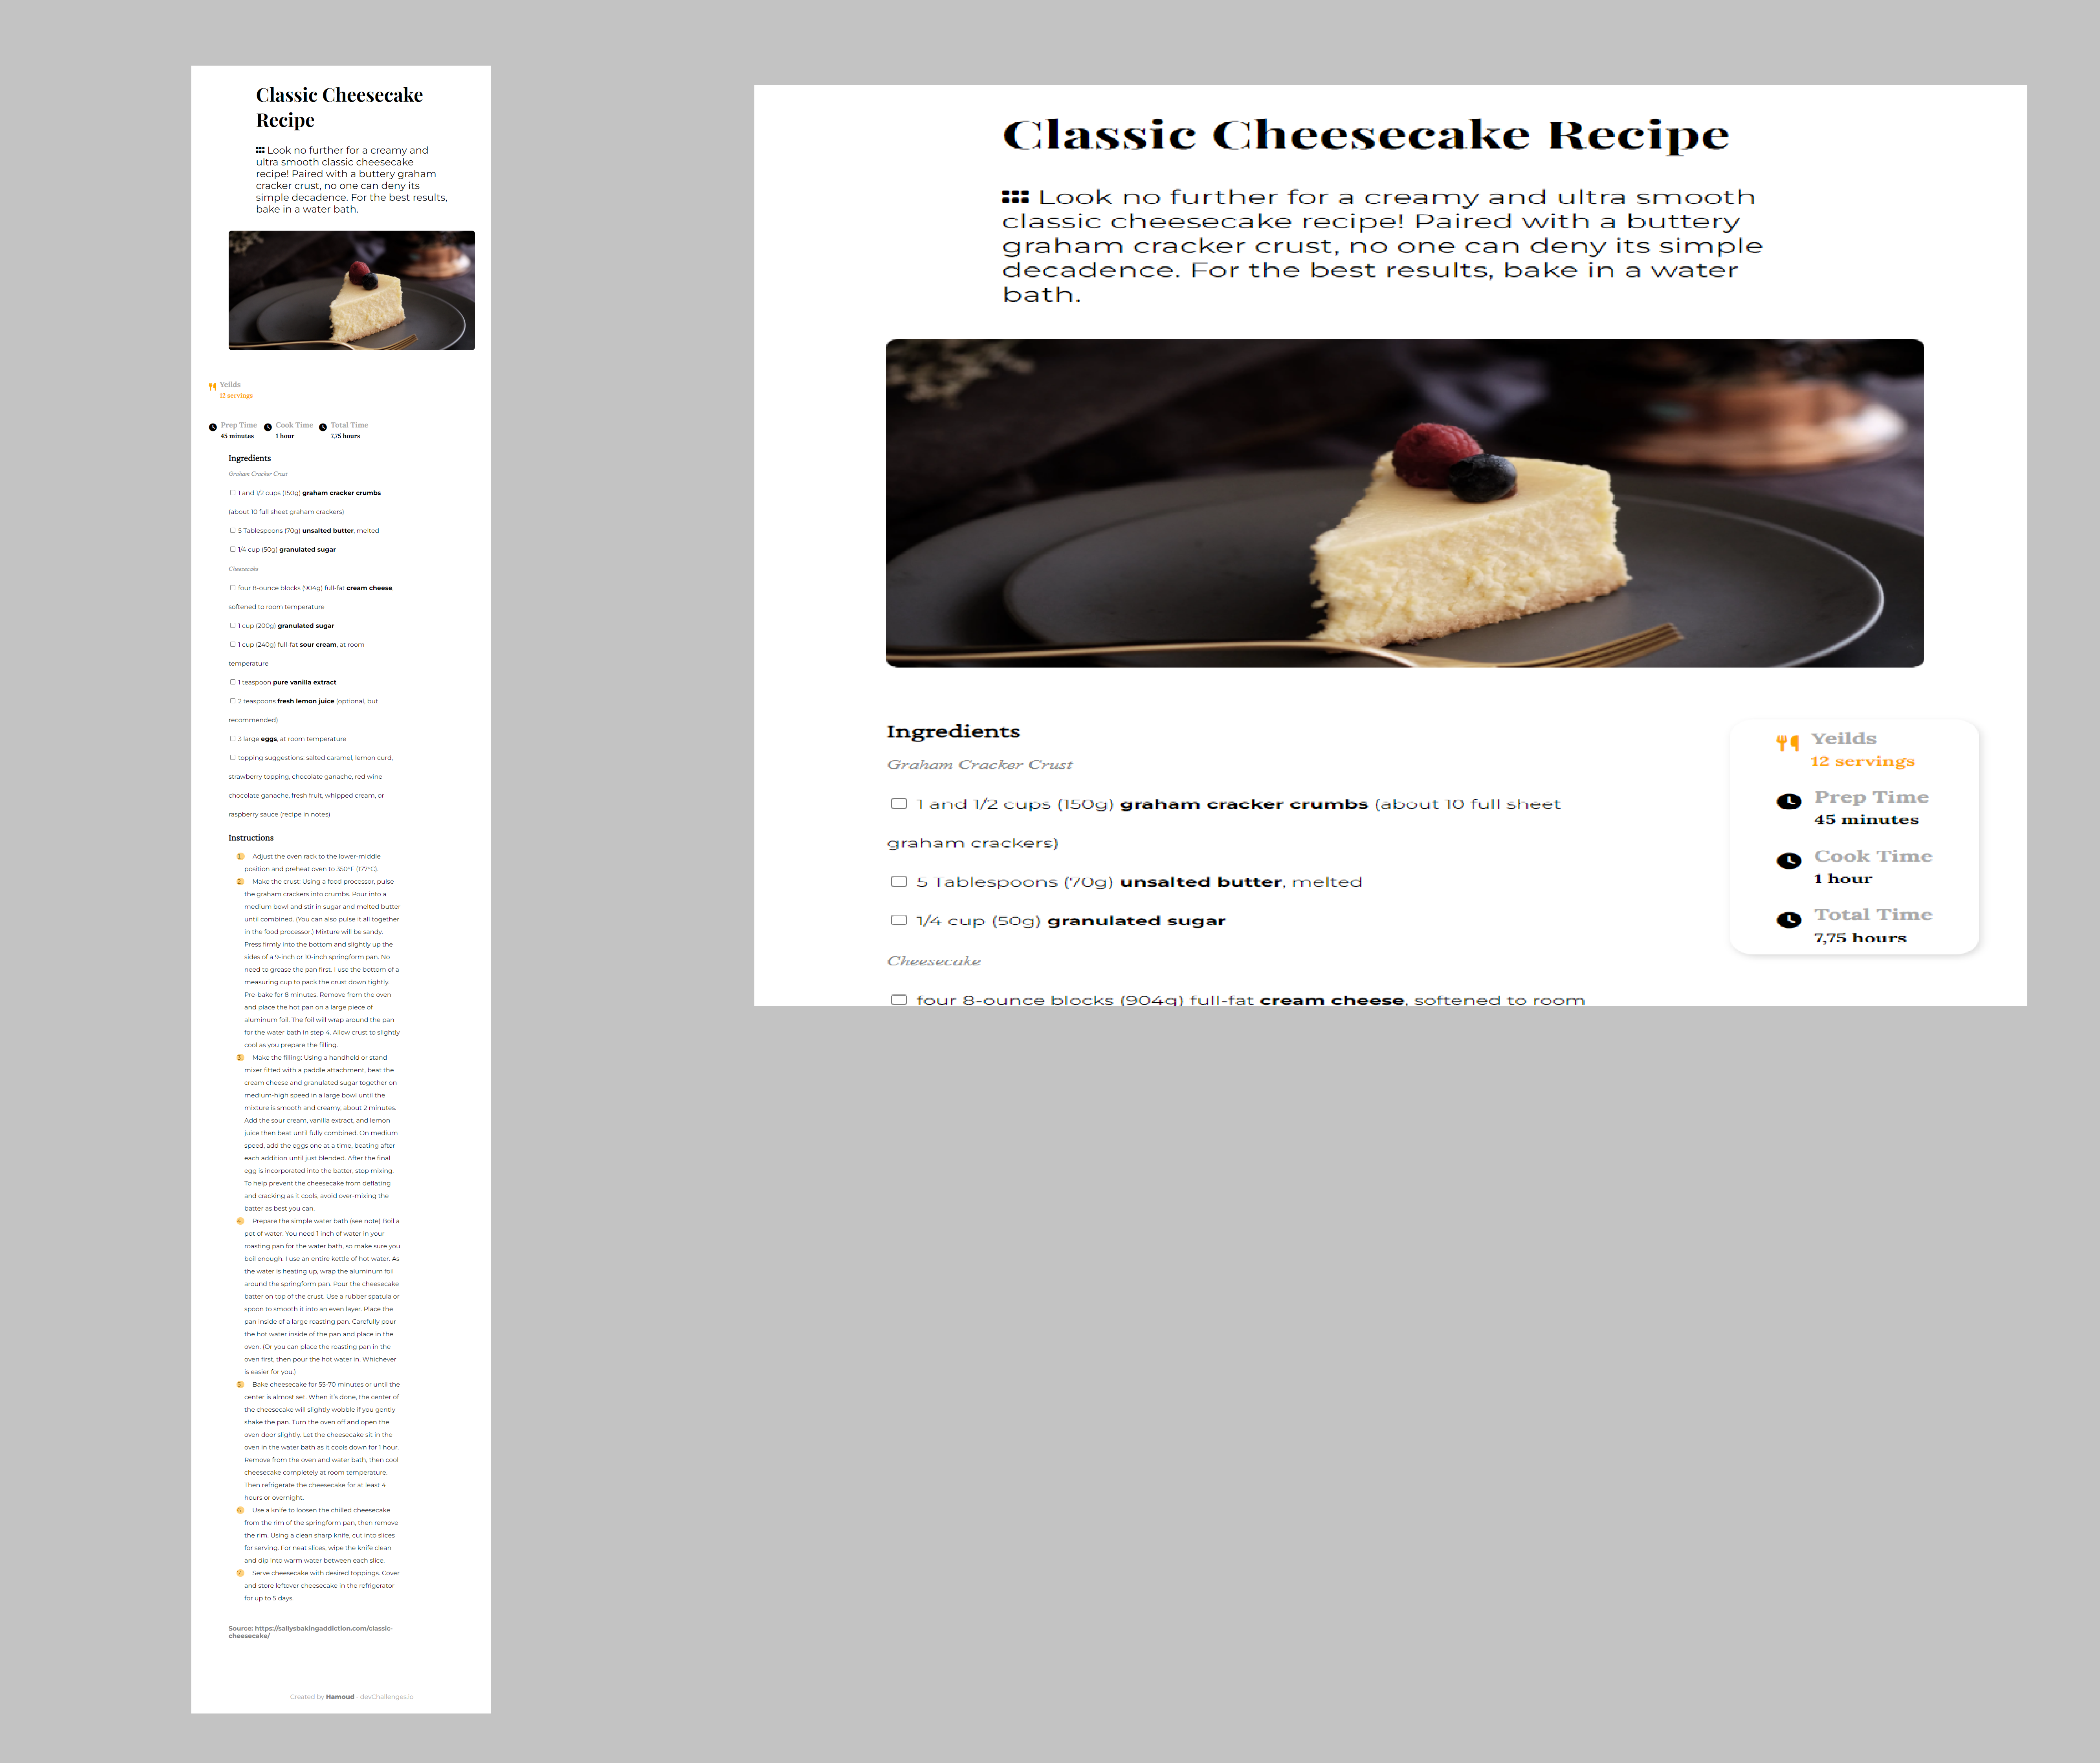 Classic Cheesecake
Recipe
Look no further for a creamy and
ultra smooth classic cheesecake
recipe! Paired with a buttery graham
cracker crust, no one can deny its
simple decadence. For the best results,
bake in a water bath.
Yeilds
12 servings
Prep Time Cook Time Total Time
45 minutes 1 hour 7,75 hours
Ingredients
Graham Cracker Crust
1 and 1/2 cups (150g) graham cracker crumbs
(about 10 full sheet graham crackers)
5 Tablespoons (70g) unsalted butter, melted
1/4 cup (50g) granulated sugar
Cheesecake
four 8-ounce blocks (904g) full-fat cream cheese,
softened to room temperature
1 cup (200g) granulated sugar
1 cup (240g) full-fat sour cream, at room
temperature
1 teaspoon pure vanilla extract
2 teaspoons fresh lemon juice (optional, but
recommended)
3 large eggs, at room temperature
topping suggestions: salted caramel, lemon curd,
strawberry topping, chocolate ganache, red wine
chocolate ganache, fresh fruit, whipped cream, or
raspberry sauce (recipe in notes)
Instructions
1. Adjust the oven rack to the lower-middle
position and preheat oven to 350°F (177°C).
2. Make the crust: Using a food processor, pulse
the graham crackers into crumbs. Pour into a
medium bowl and stir in sugar and melted butter
until combined. (You can also pulse it all together
in the food processor.) Mixture will be sandy.
Press firmly into the bottom and slightly up the
sides of a 9-inch or 10-inch springform pan. No
need to grease the pan first. I use the bottom of a
measuring cup to pack the crust down tightly.
Pre-bake for 8 minutes. Remove from the oven
and place the hot pan on a large piece of
aluminum foil. The foil will wrap around the pan
for the water bath in step 4. Allow crust to slightly
cool as you prepare the filling.
3. Make the filling: Using a handheld or stand
mixer fitted with a paddle attachment, beat the
cream cheese and granulated sugar together on
medium-high speed in a large bowl until the
mixture is smooth and creamy, about 2 minutes.
Add the sour cream, vanilla extract, and lemon
juice then beat until fully combined. On medium
speed, add the eggs one at a time, beating after
each addition until just blended. After the final
egg is incorporated into the batter, stop mixing.
To help prevent the cheesecake from deflating
and cracking as it cools, avoid over-mixing the
batter as best you can.
4. Prepare the simple water bath (see note) Boil a
pot of water. You need 1 inch of water in your
roasting pan for the water bath, so make sure you
boil enough. I use an entire kettle of hot water. As
the water is heating up, wrap the aluminum foil
around the springform pan. Pour the cheesecake
batter on top of the crust. Use a rubber spatula or
spoon to smooth it into an even layer. Place the
pan inside of a large roasting pan. Carefully pour
the hot water inside of the pan and place in the
oven. (Or you can place the roasting pan in the
oven first, then pour the hot water in. Whichever
is easier for you.)
5. Bake cheesecake for 55-70 minutes or until the
center is almost set. When it's done, the center of
the cheesecake will slightly wobble if you gently
shake the pan. Turn the oven off and open the
oven door slightly. Let the cheesecake sit in the
oven in the water bath as it cools down for 1 hour.
Remove from the oven and water bath, then cool
cheesecake completely at room temperature.
Then refrigerate the cheesecake for at least 4
hours or overnight.
6. Use a knife to loosen the chilled cheesecake
from the rim of the springform pan, then remove
the rim. Using a clean sharp knife, cut into slices
for serving. For neat slices, wipe the knife clean
and dip into warm water between each slice.
7. Serve cheesecake with desired toppings. Cover
and store leftover cheesecake in the refrigerator
for up to 5 days.
Source: https://sallysbakingaddiction.com/classic-
cheesecake/
Created by Hamoud - devChallenges.io
Classic Cheesecake Recipe
Look no further for a creamy and ultra smooth
classic cheesecake recipe! Paired with a buttery
graham cracker crust, no one can deny its simple
decadence. For the best results, bake in a water
bath.
Ingredients
Graham Cracker Crust
1 and 1/2 cups (150g) graham cracker crumbs (about 10 full sheet
graham crackers)
5 Tablespoons (70g) unsalted butter, melted
1/4 cup (50g) granulated sugar
Cheesecake
four 8-ounce blocks (904g) full-fat cream cheese, softened to room
Yeilds
12 servings
Prep Time
45 minutes
Cook Time
1 hour
Total Time
7,75 hours